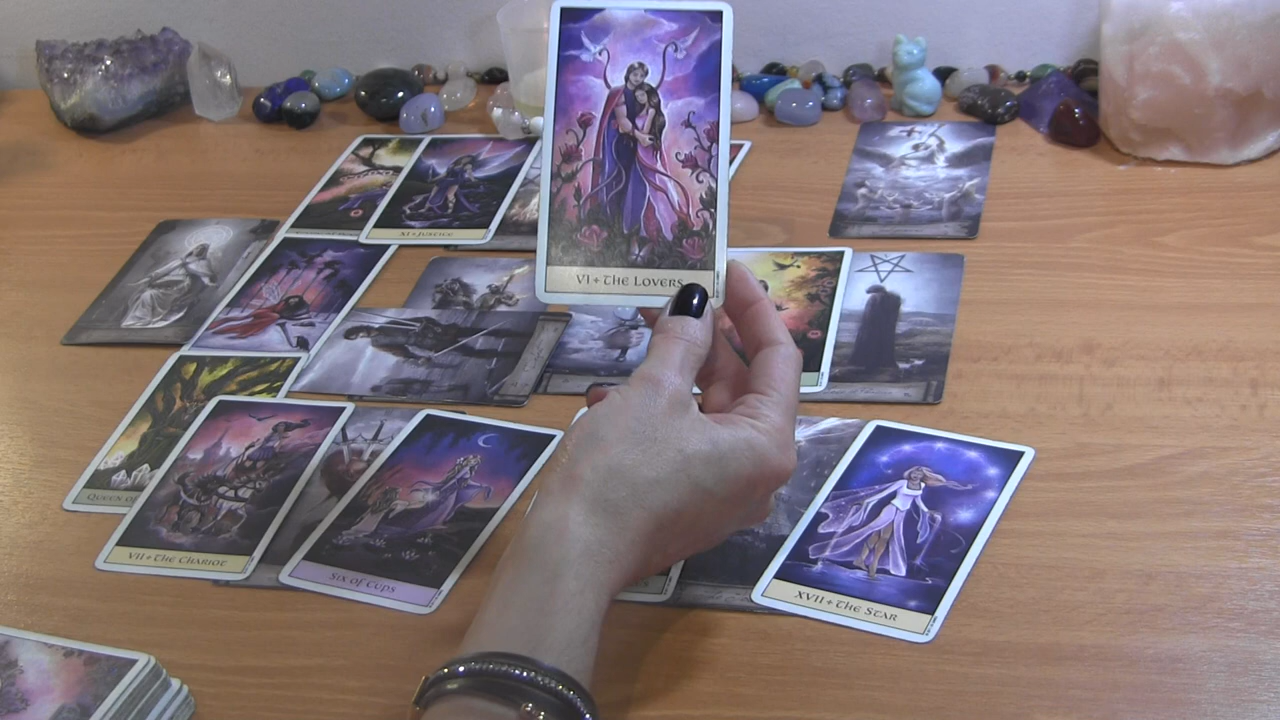 VI ✦ THE LOVERS
XI ✦ JUSTICE
QUEEN OF
VII ✦ THE CHARIOT
SIX OF CUPS
XVII ✦ THE STAR